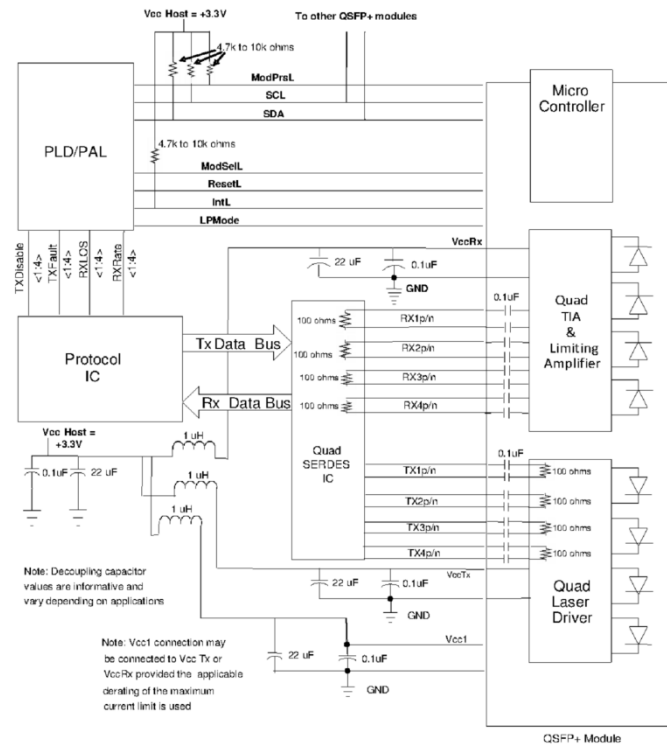 Vcc Host = +3.3V
To other QSFP+ modules
4.7k to 10k ohms
ModPrsL
SCL
SDA
Micro
Controller
PLD/PAL
4.7k to 10k ohms
ModSelL
ResetL
IntL
LPMode
TXDisable
<1:4>
TXFault
<1:4>
RXLOS
<1:4>
RXRate
<1:4>
VccRx
22 uF
0.1uF
GND
0.1uF
Quad
TIA
&
Limiting
Amplifier
100 ohms
RX1p/n
100 ohms
RX2p/n
100 ohms
RX3p/n
100 ohms
RX4p/n
Protocol
IC
Tx Data Bus
Rx Data Bus
Vcc Host =
+3.3V
0.1uF
22 uF
1 uH
1 uH
1 uH
Quad
SERDES
IC
0.1uF
TX1p/n
100 ohms
TX2p/n
100 ohms
TX3p/n
100 ohms
TX4p/n
100 ohms
VccTx
22 uF
0.1uF
GND
Quad
Laser
Driver
Note: Decoupling capacitor
values are informative and
vary depending on applications
Vcc1
22 uF
0.1uF
GND
Note: Vcc1 connection may
be connected to Vcc Tx or
VccRx provided the applicable
derating of the maximum
current limit is used
QSFP+ Module